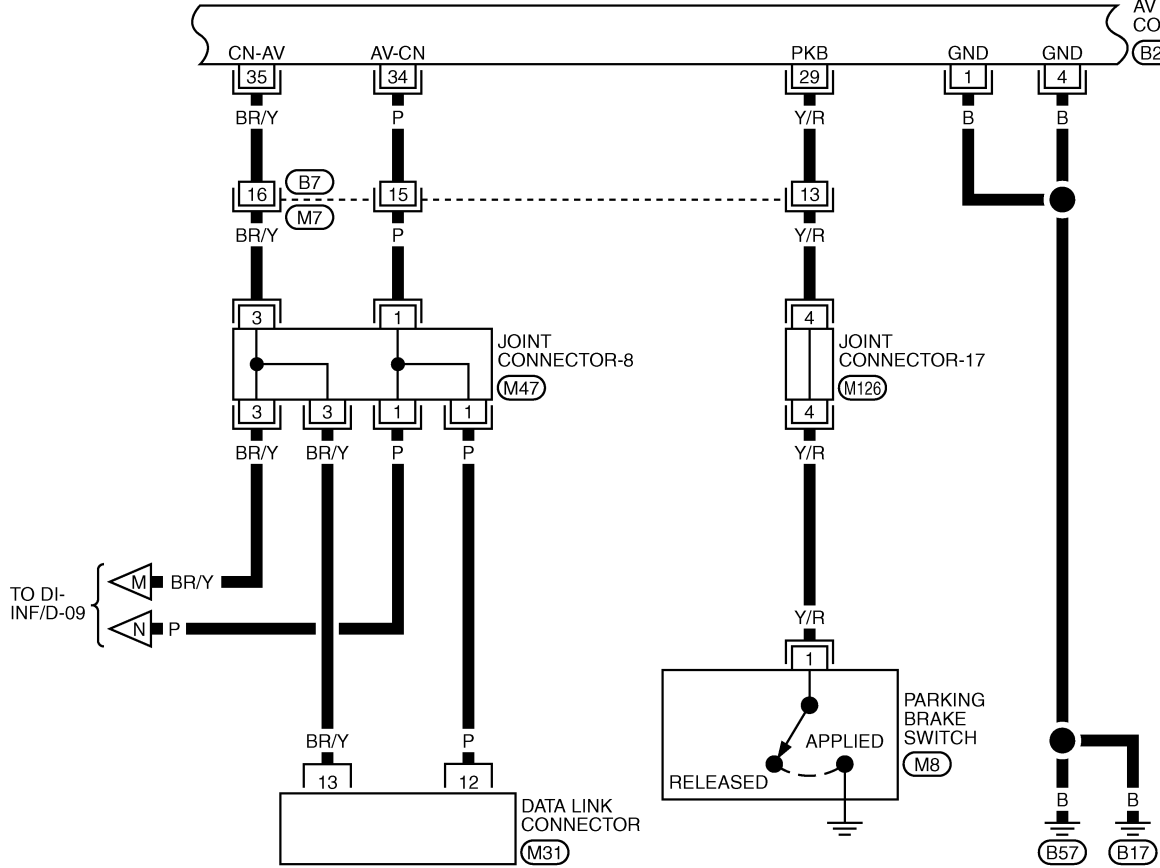 AV
CO
CN-AV AV-CN PKB GND GND
B2
35 34 29 1 4
BR/Y P Y/R B B
B7
16 15 13
M7
BR/Y P Y/R
3 1 4
JOINT
CONNECTOR-8
M47
JOINT
CONNECTOR-17
M126
3 3 1 1 4
BR/Y BR/Y P P Y/R
TO DI-
INF/D-09
M BR/Y
N P
Y/R
1
PARKING
BRAKE
SWITCH
M8
APPLIED
RELEASED
BR/Y P
13 12
DATA LINK
CONNECTOR
M31
B B
B57 B17